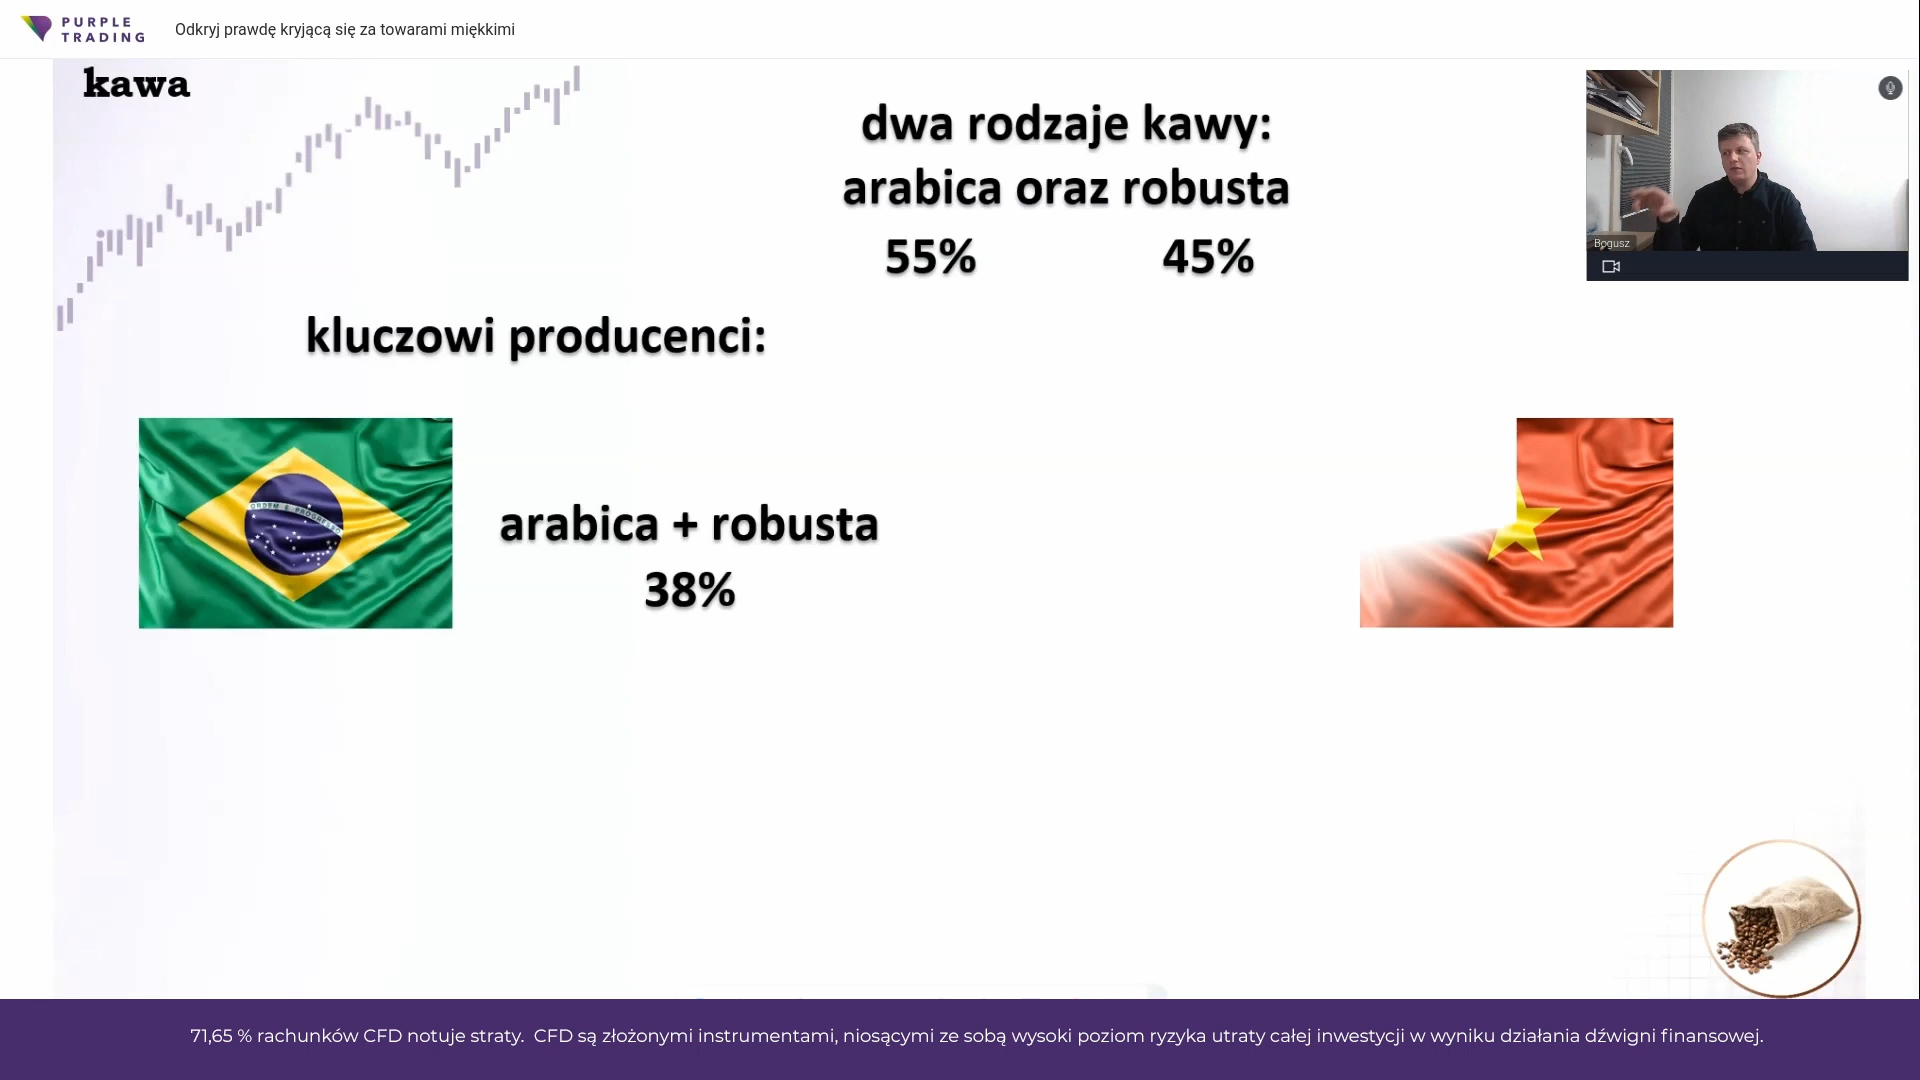 PURPLE
TRADING
Odkryj prawdę kryjącą się za towarami miękkimi
kawa
dwa rodzaje kawy:
arabica oraz robusta
55% 45%
Bogusz
kluczowi producenci:
ORDEM E PROGRESSO
arabica + robusta
38%
71,65 % rachunków CFD notuje straty. CFD są złożonymi instrumentami, niosącymi ze sobą wysoki poziom ryzyka utraty całej inwestycji w wyniku działania dźwigni finansowej.